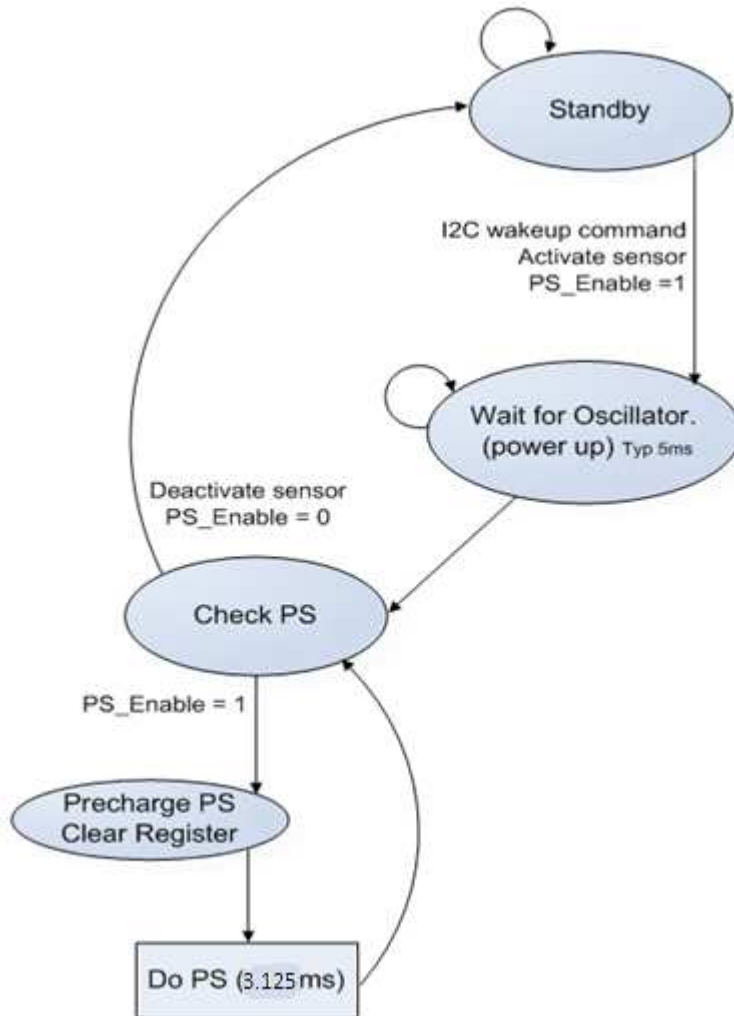 Standby
I2C wakeup command
Activate sensor
PS_Enable =1
Wait for Oscillator.
(power up) Typ 5ms
Deactivate sensor
PS_Enable = 0
Check PS
PS_Enable = 1
Precharge PS
Clear Register
Do PS (3.125ms)